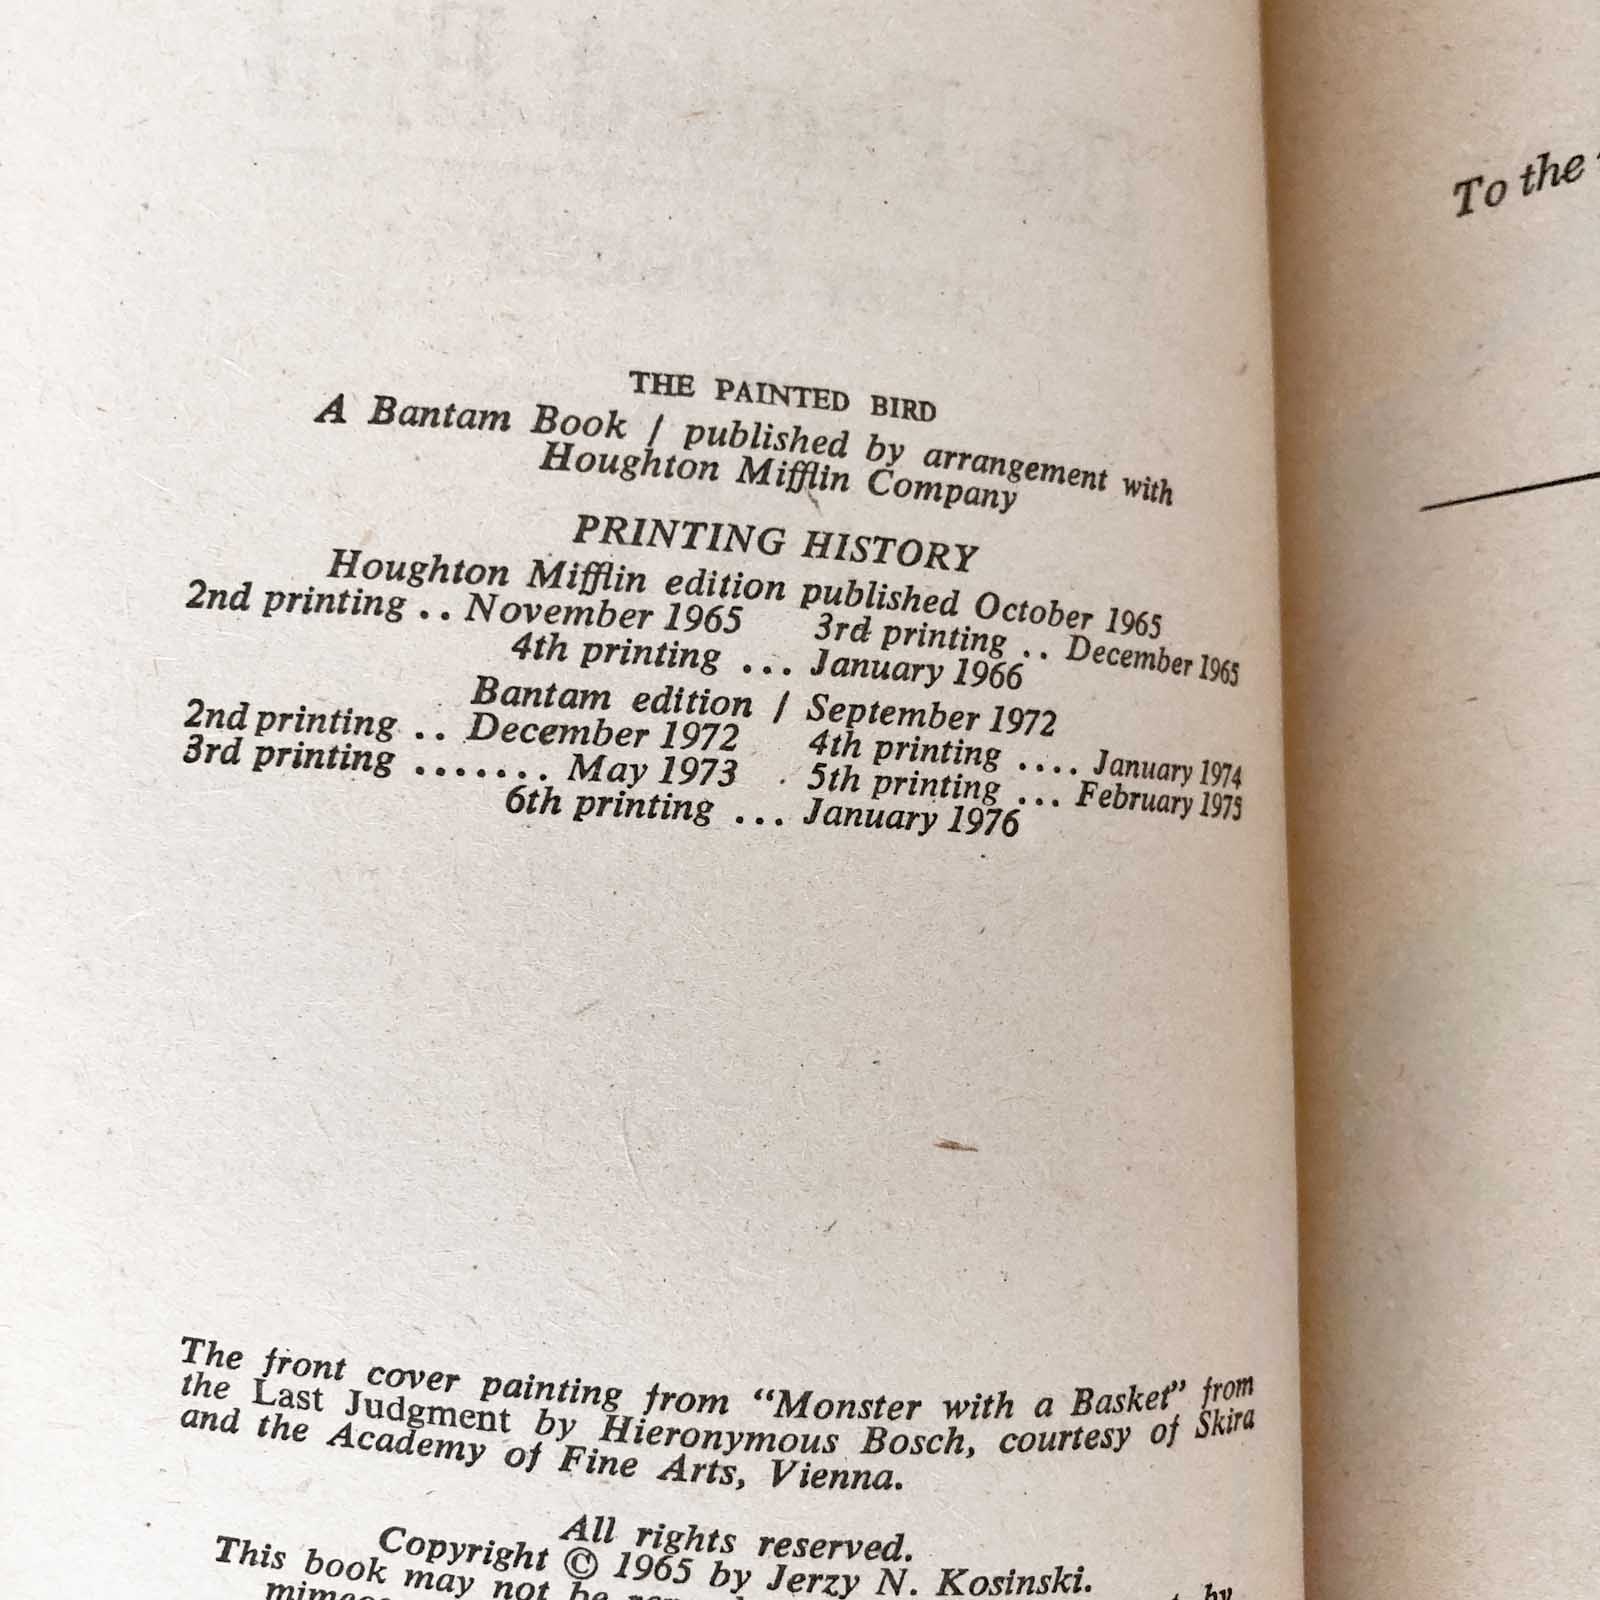 THE PAINTED BIRD
A Bantam Book / published by arrangement with
Houghton Mifflin Company
PRINTING HISTORY
Houghton Mifflin edition published October 1965
2nd printing .. November 1965 3rd printing .. December 1965
4th printing ... January 1966
Bantam edition / September 1972
2nd printing .. December 1972 4th printing .... January 1974
3rd printing ....... May 1973 5th printing ... February 1975
6th printing ... January 1976
The front cover painting from “Monster with a Basket” from
the Last Judgment by Hieronymous Bosch, courtesy of Skira
and the Academy of Fine Arts, Vienna.
All rights reserved.
Copyright © 1965 by Jerzy N. Kosinski.
This book may not be by
To the